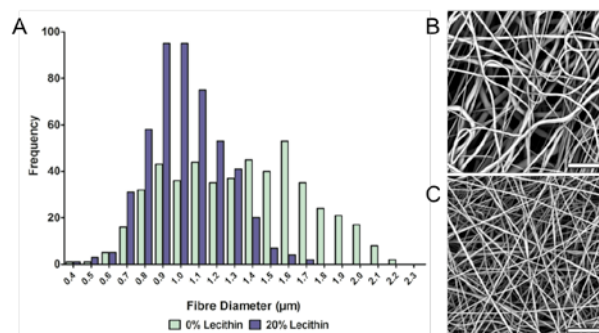 A
B
C
100
80
60
40
20
0
Frequency
0.4 0.5 0.6 0.7 0.8 0.9 1.0 1.1 1.2 1.3 1.4 1.5 1.6 1.7 1.8 1.9 2.0 2.1 2.2 2.3
Fibre Diameter (µm)
0% Lecithin 20% Lecithin